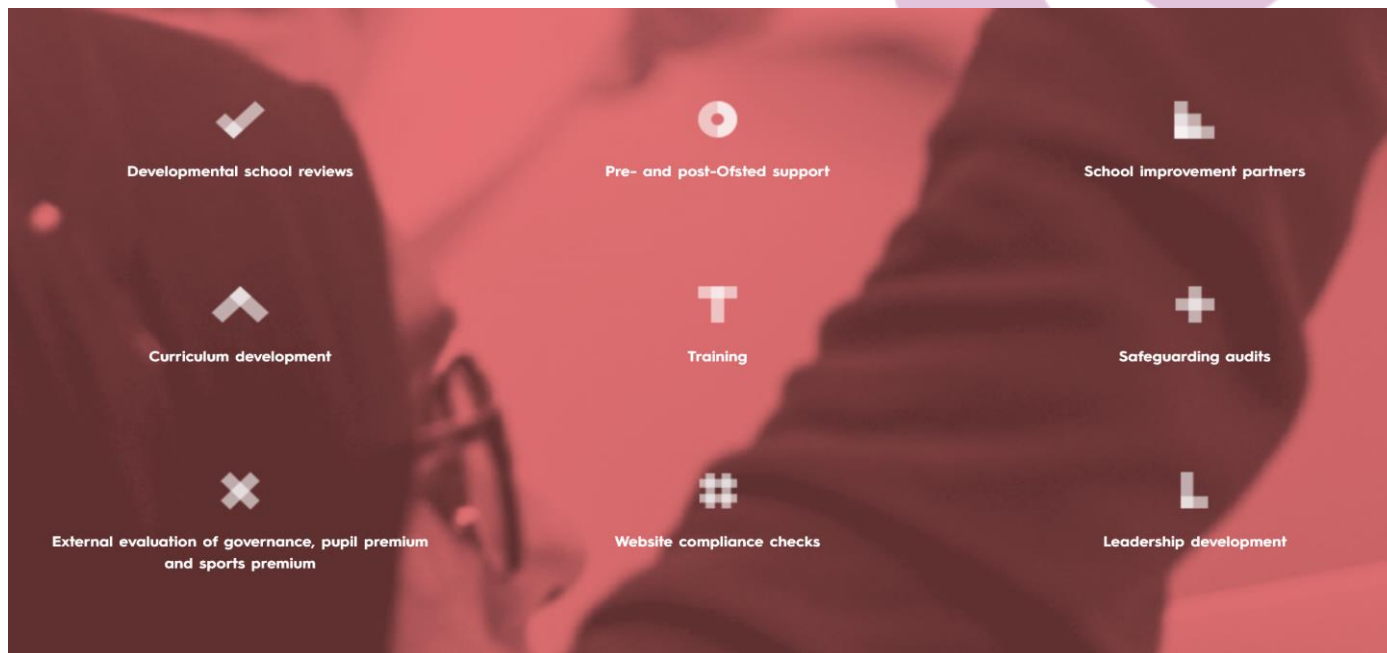 Developmental school reviews
Pre- and post-Ofsted support
School improvement partners
Curriculum development
Training
Safeguarding audits
External evaluation of governance, pupil premium
and sports premium
Website compliance checks
Leadership development